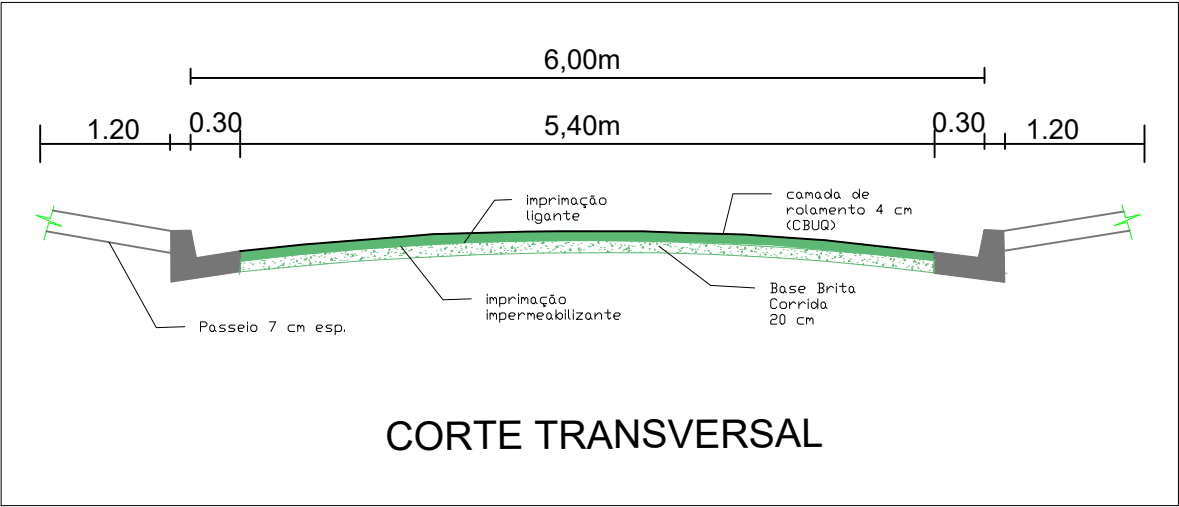 6,00m
1.20
0.30
5,40m
0.30
1.20
imprimação
ligante
camada de
rolamento 4 cm
(CBUQ)
imprimação
impermeabilizante
Base Brita
Corrida
20 cm
Passeio 7 cm esp.
CORTE TRANSVERSAL